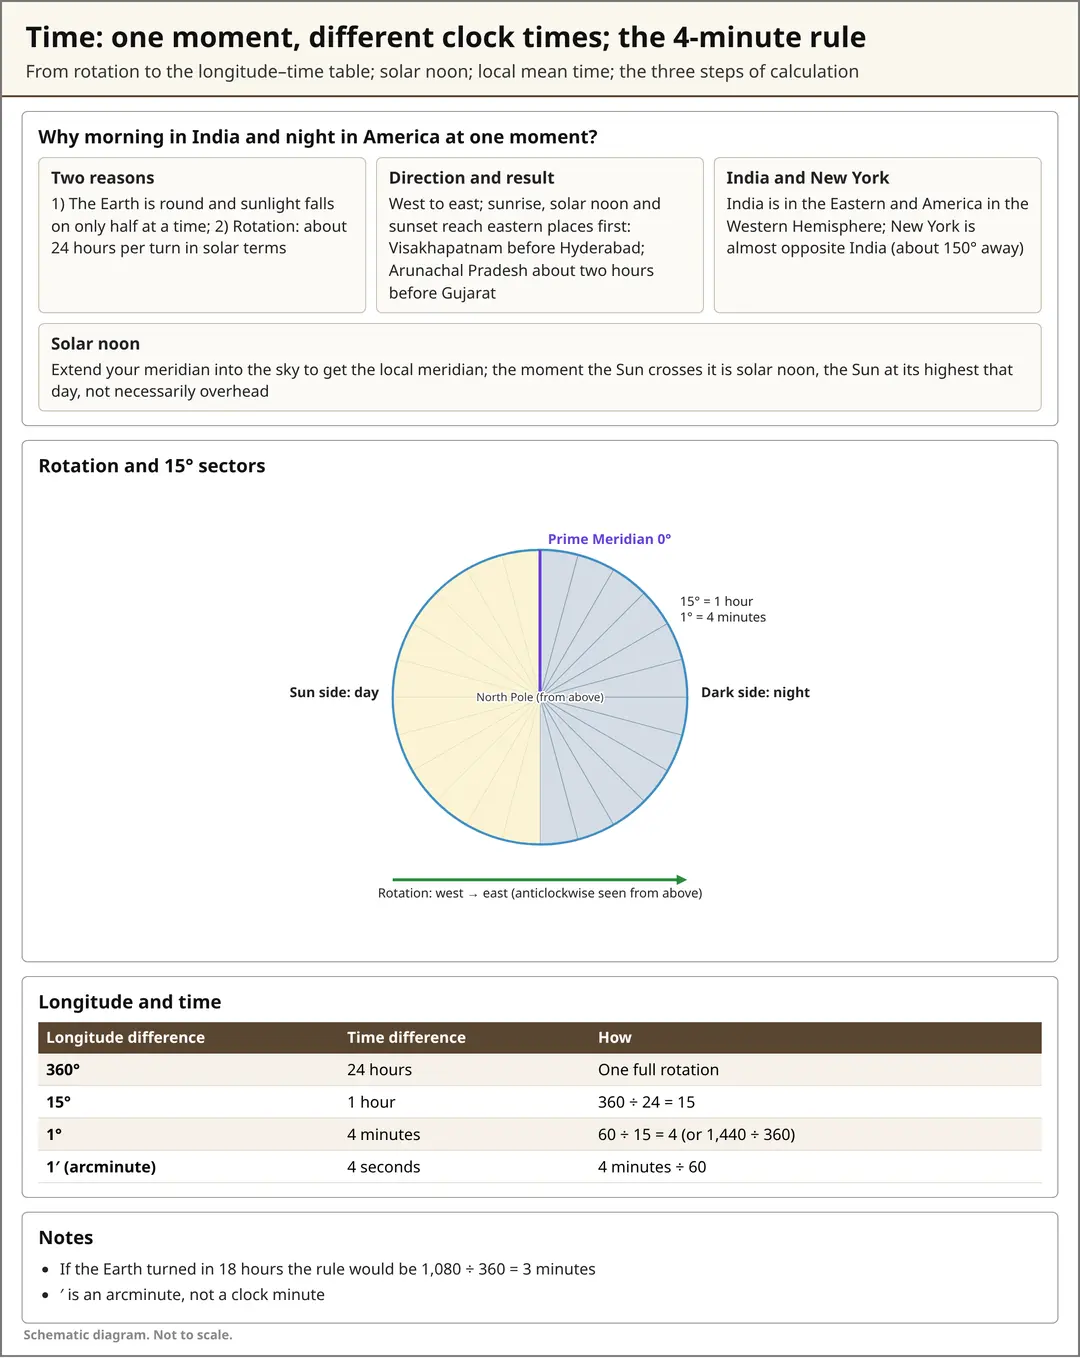 Time: one moment, different clock times; the 4-minute rule
From rotation to the longitude–time table; solar noon; local mean time; the three steps of calculation
Why morning in India and night in America at one moment?
Two reasons
1) The Earth is round and sunlight falls
on only half at a time; 2) Rotation: about
24 hours per turn in solar terms
Direction and result
West to east; sunrise, solar noon and
sunset reach eastern places first:
Visakhapatnam before Hyderabad;
Arunachal Pradesh about two hours
before Gujarat
India and New York
India is in the Eastern and America in the
Western Hemisphere; New York is
almost opposite India (about 150° away)
Solar noon
Extend your meridian into the sky to get the local meridian; the moment the Sun crosses it is solar noon, the Sun at its highest that
day, not necessarily overhead
Rotation and 15° sectors
Prime Meridian 0°
15° = 1 hour
1° = 4 minutes
Sun side: day
North Pole (from above)
Dark side: night
Rotation: west → east (anticlockwise seen from above)
Longitude and time
Longitude difference Time difference How
360° 24 hours One full rotation
15° 1 hour 360 ÷ 24 = 15
1° 4 minutes 60 ÷ 15 = 4 (or 1,440 ÷ 360)
1′ (arcminute) 4 seconds 4 minutes ÷ 60
Notes
• If the Earth turned in 18 hours the rule would be 1,080 ÷ 360 = 3 minutes
• ′ is an arcminute, not a clock minute
Schematic diagram. Not to scale.